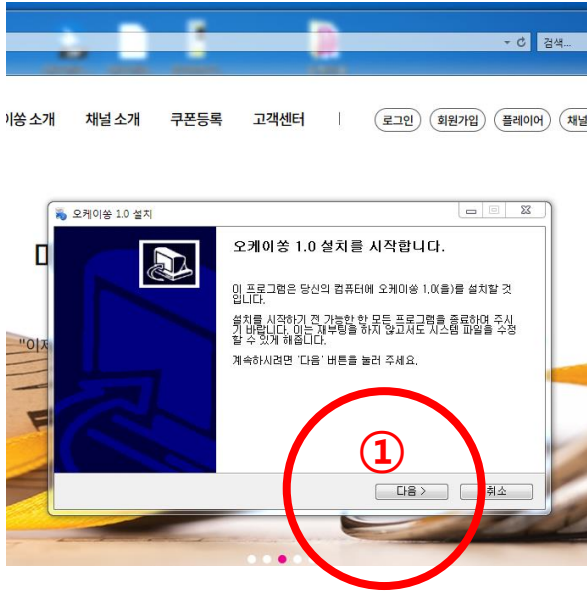 검색...
이쏭 소개 채널 소개 쿠폰등록 고객센터 | 로그인 회원가입 플레이어 채널
오케이쏭 1.0 설치
오케이쏭 1.0 설치를 시작합니다.
이 프로그램은 당신의 컴퓨터에 오케이쏭 1.0(을)를 설치할 것
입니다.
설치를 시작하기 전 가능한 한 모든 프로그램을 종료하여 주시
기 바랍니다. 이는 재부팅을 하지 않고서도 시스템 파일을 수정
할 수 있게 해줍니다.
계속하시려면 '다음' 버튼을 눌러 주세요.
"이제
①
다음 > 취소